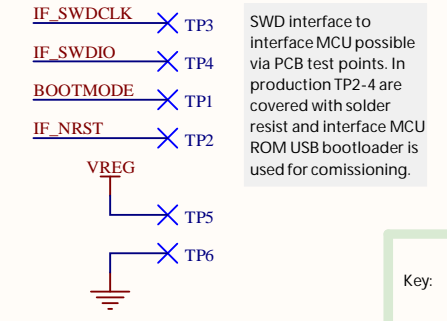 IF_SWDCLK
TP3
IF_SWDIO
TP4
BOOTMODE
TP1
IF_NRST
TP2
VREG
TP5
TP6
SWD interface to
interface MCU possible
via PCB test points. In
production TP2-4 are
covered with solder
resist and interface MCU
ROM USB bootloader is
used for comissioning.
Key: